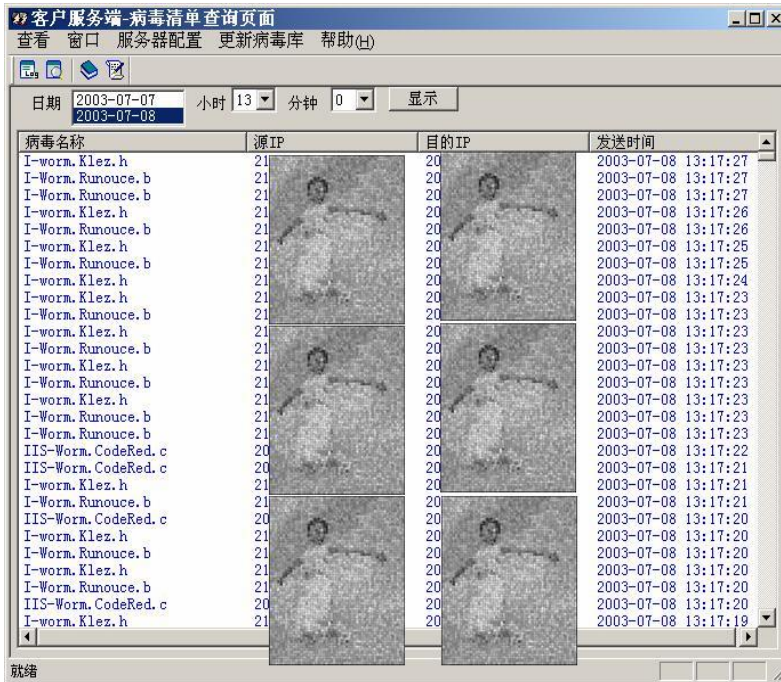 客户服务端-病毒清单查询页面
查看 窗口 服务器配置 更新病毒库 帮助(H)
日期 2003-07-07 小时 13 分钟 0 显示
2003-07-08
病毒名称 源IP 目的IP 发送时间
I-worm.Klez.h 21 20 2003-07-08 13:17:27
I-Worm.Runouce.b 21 20 2003-07-08 13:17:27
I-Worm.Runouce.b 21 20 2003-07-08 13:17:27
I-worm.Klez.h 21 20 2003-07-08 13:17:26
I-Worm.Runouce.b 21 20 2003-07-08 13:17:26
I-worm.Klez.h 21 20 2003-07-08 13:17:25
I-Worm.Runouce.b 21 20 2003-07-08 13:17:25
I-worm.Klez.h 21 20 2003-07-08 13:17:24
I-worm.Klez.h 21 20 2003-07-08 13:17:23
I-Worm.Runouce.b 21 20 2003-07-08 13:17:23
I-worm.Klez.h 21 20 2003-07-08 13:17:23
I-Worm.Runouce.b 21 20 2003-07-08 13:17:23
I-worm.Klez.h 21 20 2003-07-08 13:17:23
I-Worm.Runouce.b 21 20 2003-07-08 13:17:23
I-worm.Klez.h 21 20 2003-07-08 13:17:23
I-Worm.Runouce.b 21 20 2003-07-08 13:17:23
I-Worm.Runouce.b 21 20 2003-07-08 13:17:23
IIS-Worm.CodeRed.c 20 20 2003-07-08 13:17:22
IIS-Worm.CodeRed.c 20 20 2003-07-08 13:17:21
I-worm.Klez.h 21 20 2003-07-08 13:17:21
I-Worm.Runouce.b 21 20 2003-07-08 13:17:21
IIS-Worm.CodeRed.c 20 20 2003-07-08 13:17:20
I-worm.Klez.h 21 20 2003-07-08 13:17:20
I-Worm.Runouce.b 21 20 2003-07-08 13:17:20
I-worm.Klez.h 21 20 2003-07-08 13:17:20
I-Worm.Runouce.b 21 20 2003-07-08 13:17:20
IIS-Worm.CodeRed.c 20 20 2003-07-08 13:17:20
I-worm.Klez.h 21 20 2003-07-08 13:17:19
就绪